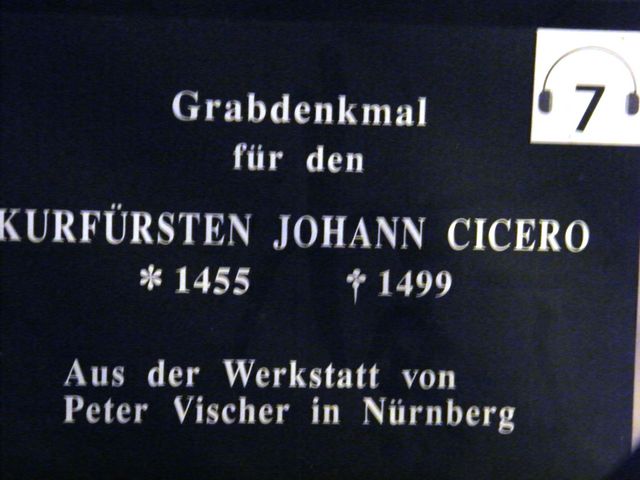 7
Grabdenkmal
für den
KURFÜRSTEN JOHANN CICERO
* 1455 † 1499
Aus der Werkstatt von
Peter Vischer in Nürnberg